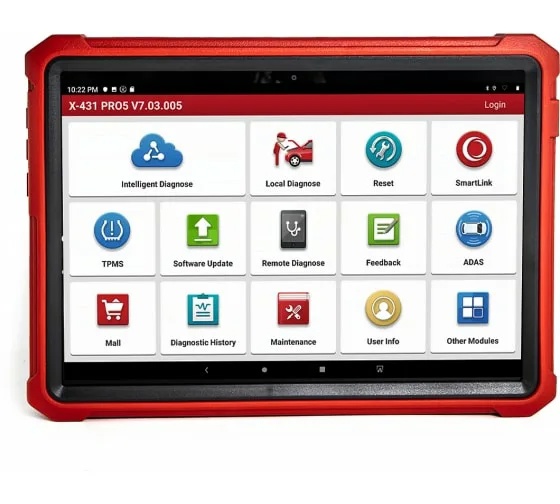 10:22 PM
X-431 PRO5 V7.03.005
Login
Intelligent Diagnose
Local Diagnose
Reset
SmartLink
TPMS
Software Update
Remote Diagnose
Feedback
ADAS
Mall
Diagnostic History
Maintenance
User Info
Other Modules